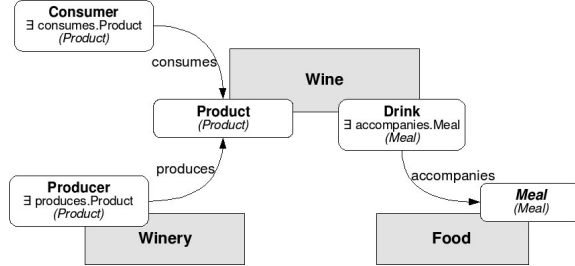 Consumer
∃ consumes.Product
(Product)
consumes
Wine
Product
(Product)
Drink
∃ accompanies.Meal
(Meal)
produces
accompanies
Producer
∃ produces.Product
(Product)
Meal
(Meal)
Winery
Food